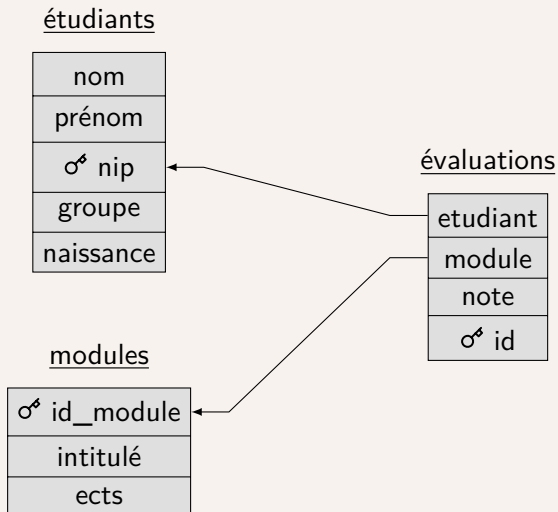 étudiants
nom
prénom
nip
groupe
naissance
évaluations
etudiant
module
note
id
modules
id_module
intitulé
ects